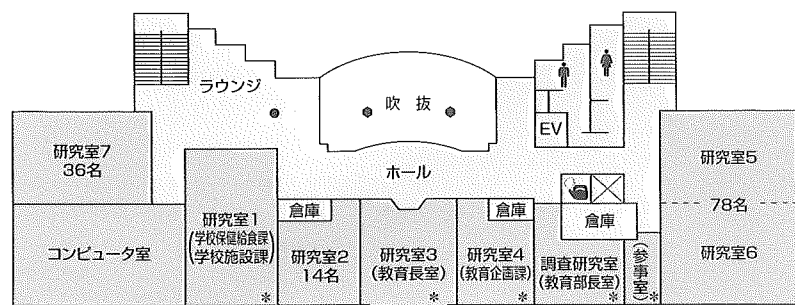 ラウンジ
吹抜
EV
研究室7
36名
ホール
研究室5
78名
研究室6
倉庫
倉庫
倉庫
コンピュータ室
研究室1
(学校保健給食課)
(学校施設課)
*
研究室2
14名
研究室3
(教育長室)
*
研究室4
(教育企画課)
*
調査研究室
(教育部長室)
*
(参事室)
*